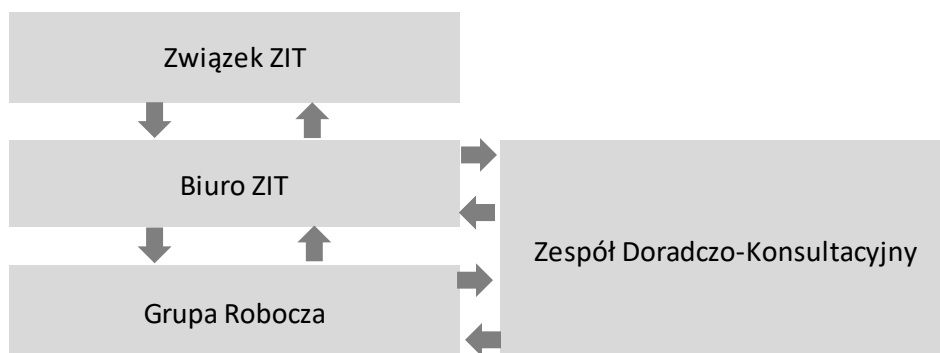 Związek ZIT
Biuro ZIT
Zespół Doradczo-Konsultacyjny
Grupa Robocza